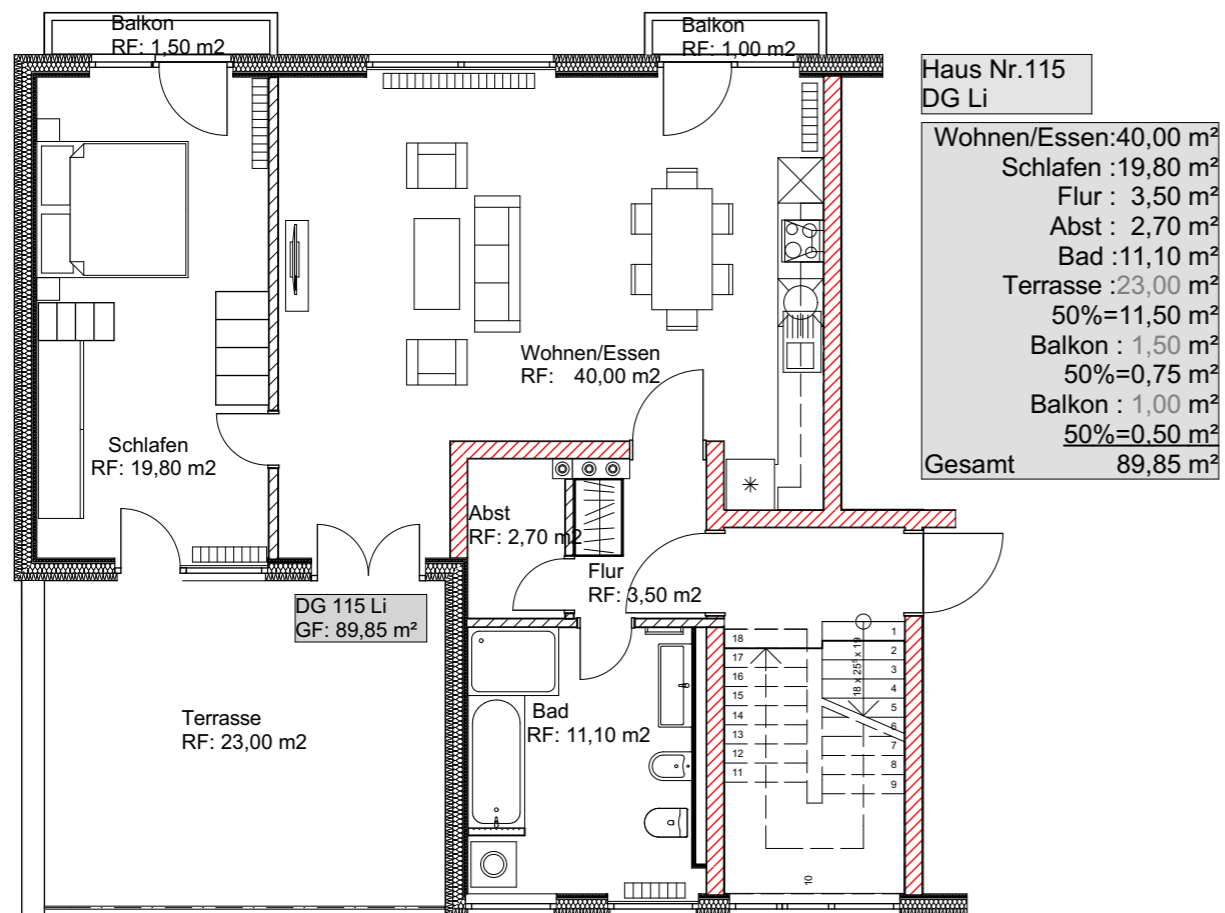 Balkon
RF: 1,50 m2
Balkon
RF: 1,00 m2
Haus Nr.115
DG Li
Wohnen/Essen:40,00 m²
Schlafen :19,80 m²
Flur : 3,50 m²
Abst : 2,70 m²
Bad :11,10 m²
Terrasse :23,00 m²
50%=11,50 m²
Balkon : 1,50 m²
50%=0,75 m²
Balkon : 1,00 m²
50%=0,50 m²
Gesamt 89,85 m²
Wohnen/Essen
RF: 40,00 m2
Schlafen
RF: 19,80 m2
Abst
RF: 2,70 m2
Flur
RF: 3,50 m2
DG 115 Li
GF: 89,85 m²
Terrasse
RF: 23,00 m2
Bad
RF: 11,10 m2
18
17
16
15
14
13
12
11
10
1
2
3
4
5
6
7
8
9
18 x 25⁵ x 19